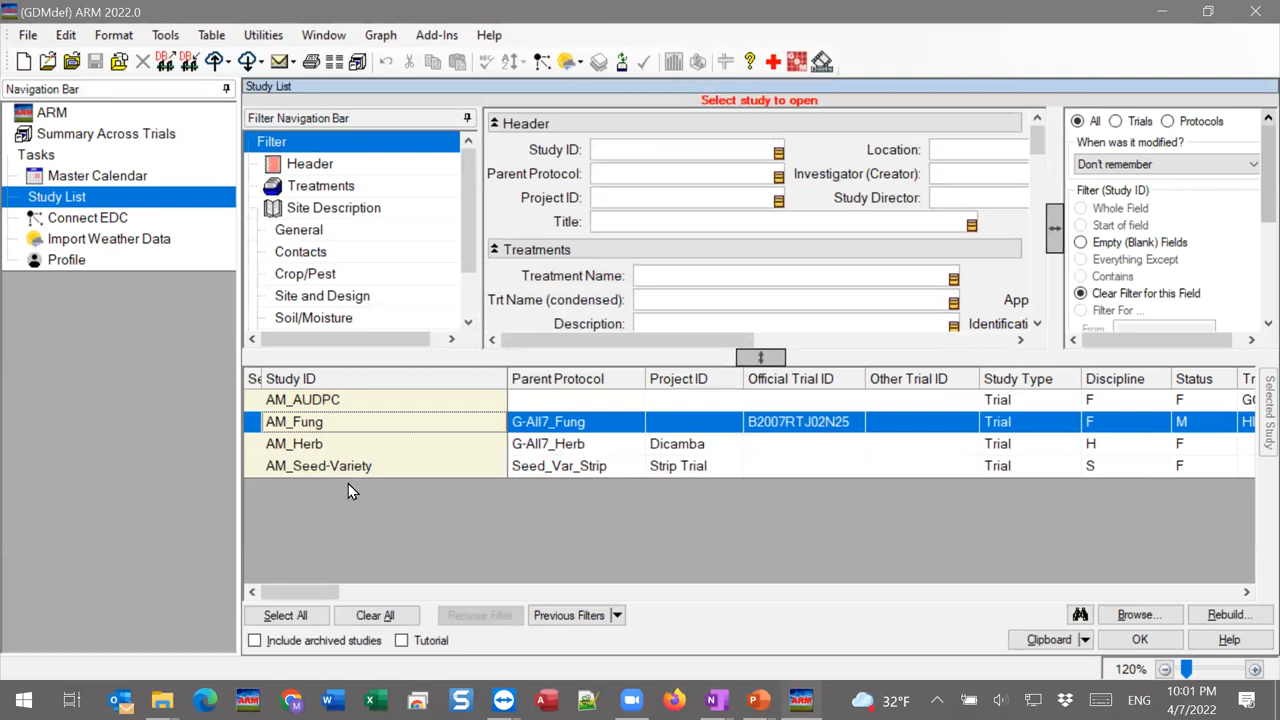 (GDMdef) ARM 2022.0
File Edit Format Tools Table Utilities Window Graph Add-Ins Help
Navigation Bar
ARM
Summary Across Trials
Tasks
Master Calendar
Study List
Connect EDC
Import Weather Data
Profile
Study List
Select study to open
Filter Navigation Bar
Filter
Header
Treatments
Site Description
General
Contacts
Crop/Pest
Site and Design
Soil/Moisture
Header
Study ID: Location:
Parent Protocol: Investigator (Creator):
Project ID: Study Director:
Title:
Treatments
Treatment Name:
Trt Name (condensed): App
Description: Identificati
All Trials Protocols
When was it modified?
Don't remember
Filter (Study ID)
Whole Field
Start of field
Empty (Blank) Fields
Everything Except
Contains
Clear Filter for this Field
Filter For ...
From
Se Study ID Parent Protocol Project ID Official Trial ID Other Trial ID Study Type Discipline Status Tr
AM_AUDPC Trial F F GC
AM_Fung G-All7_Fung B2007RTJ02N25 Trial F M HI
AM_Herb G-All7_Herb Dicamba Trial H F
AM_Seed-Variety Seed_Var_Strip Strip Trial Trial S F
Selected Study
Select All Clear All Remove Filter Previous Filters Browse... Rebuild...
Include archived studies Tutorial Clipboard OK Help
120%
32°F ENG 10:01 PM
4/7/2022